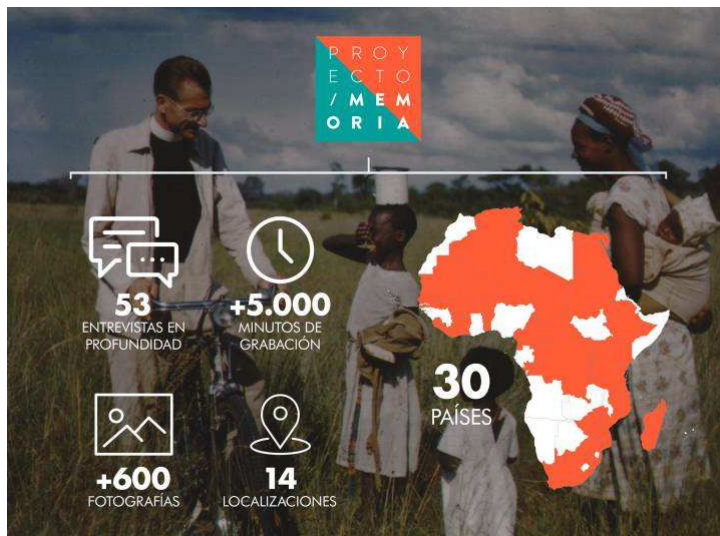 PROY
ECTO
/MEM
ORIA
53
ENTREVISTAS EN
PROFUNDIDAD
+5.000
MINUTOS DE
GRABACIÓN
+600
FOTOGRAFÍAS
14
LOCALIZACIONES
30
PAÍSES